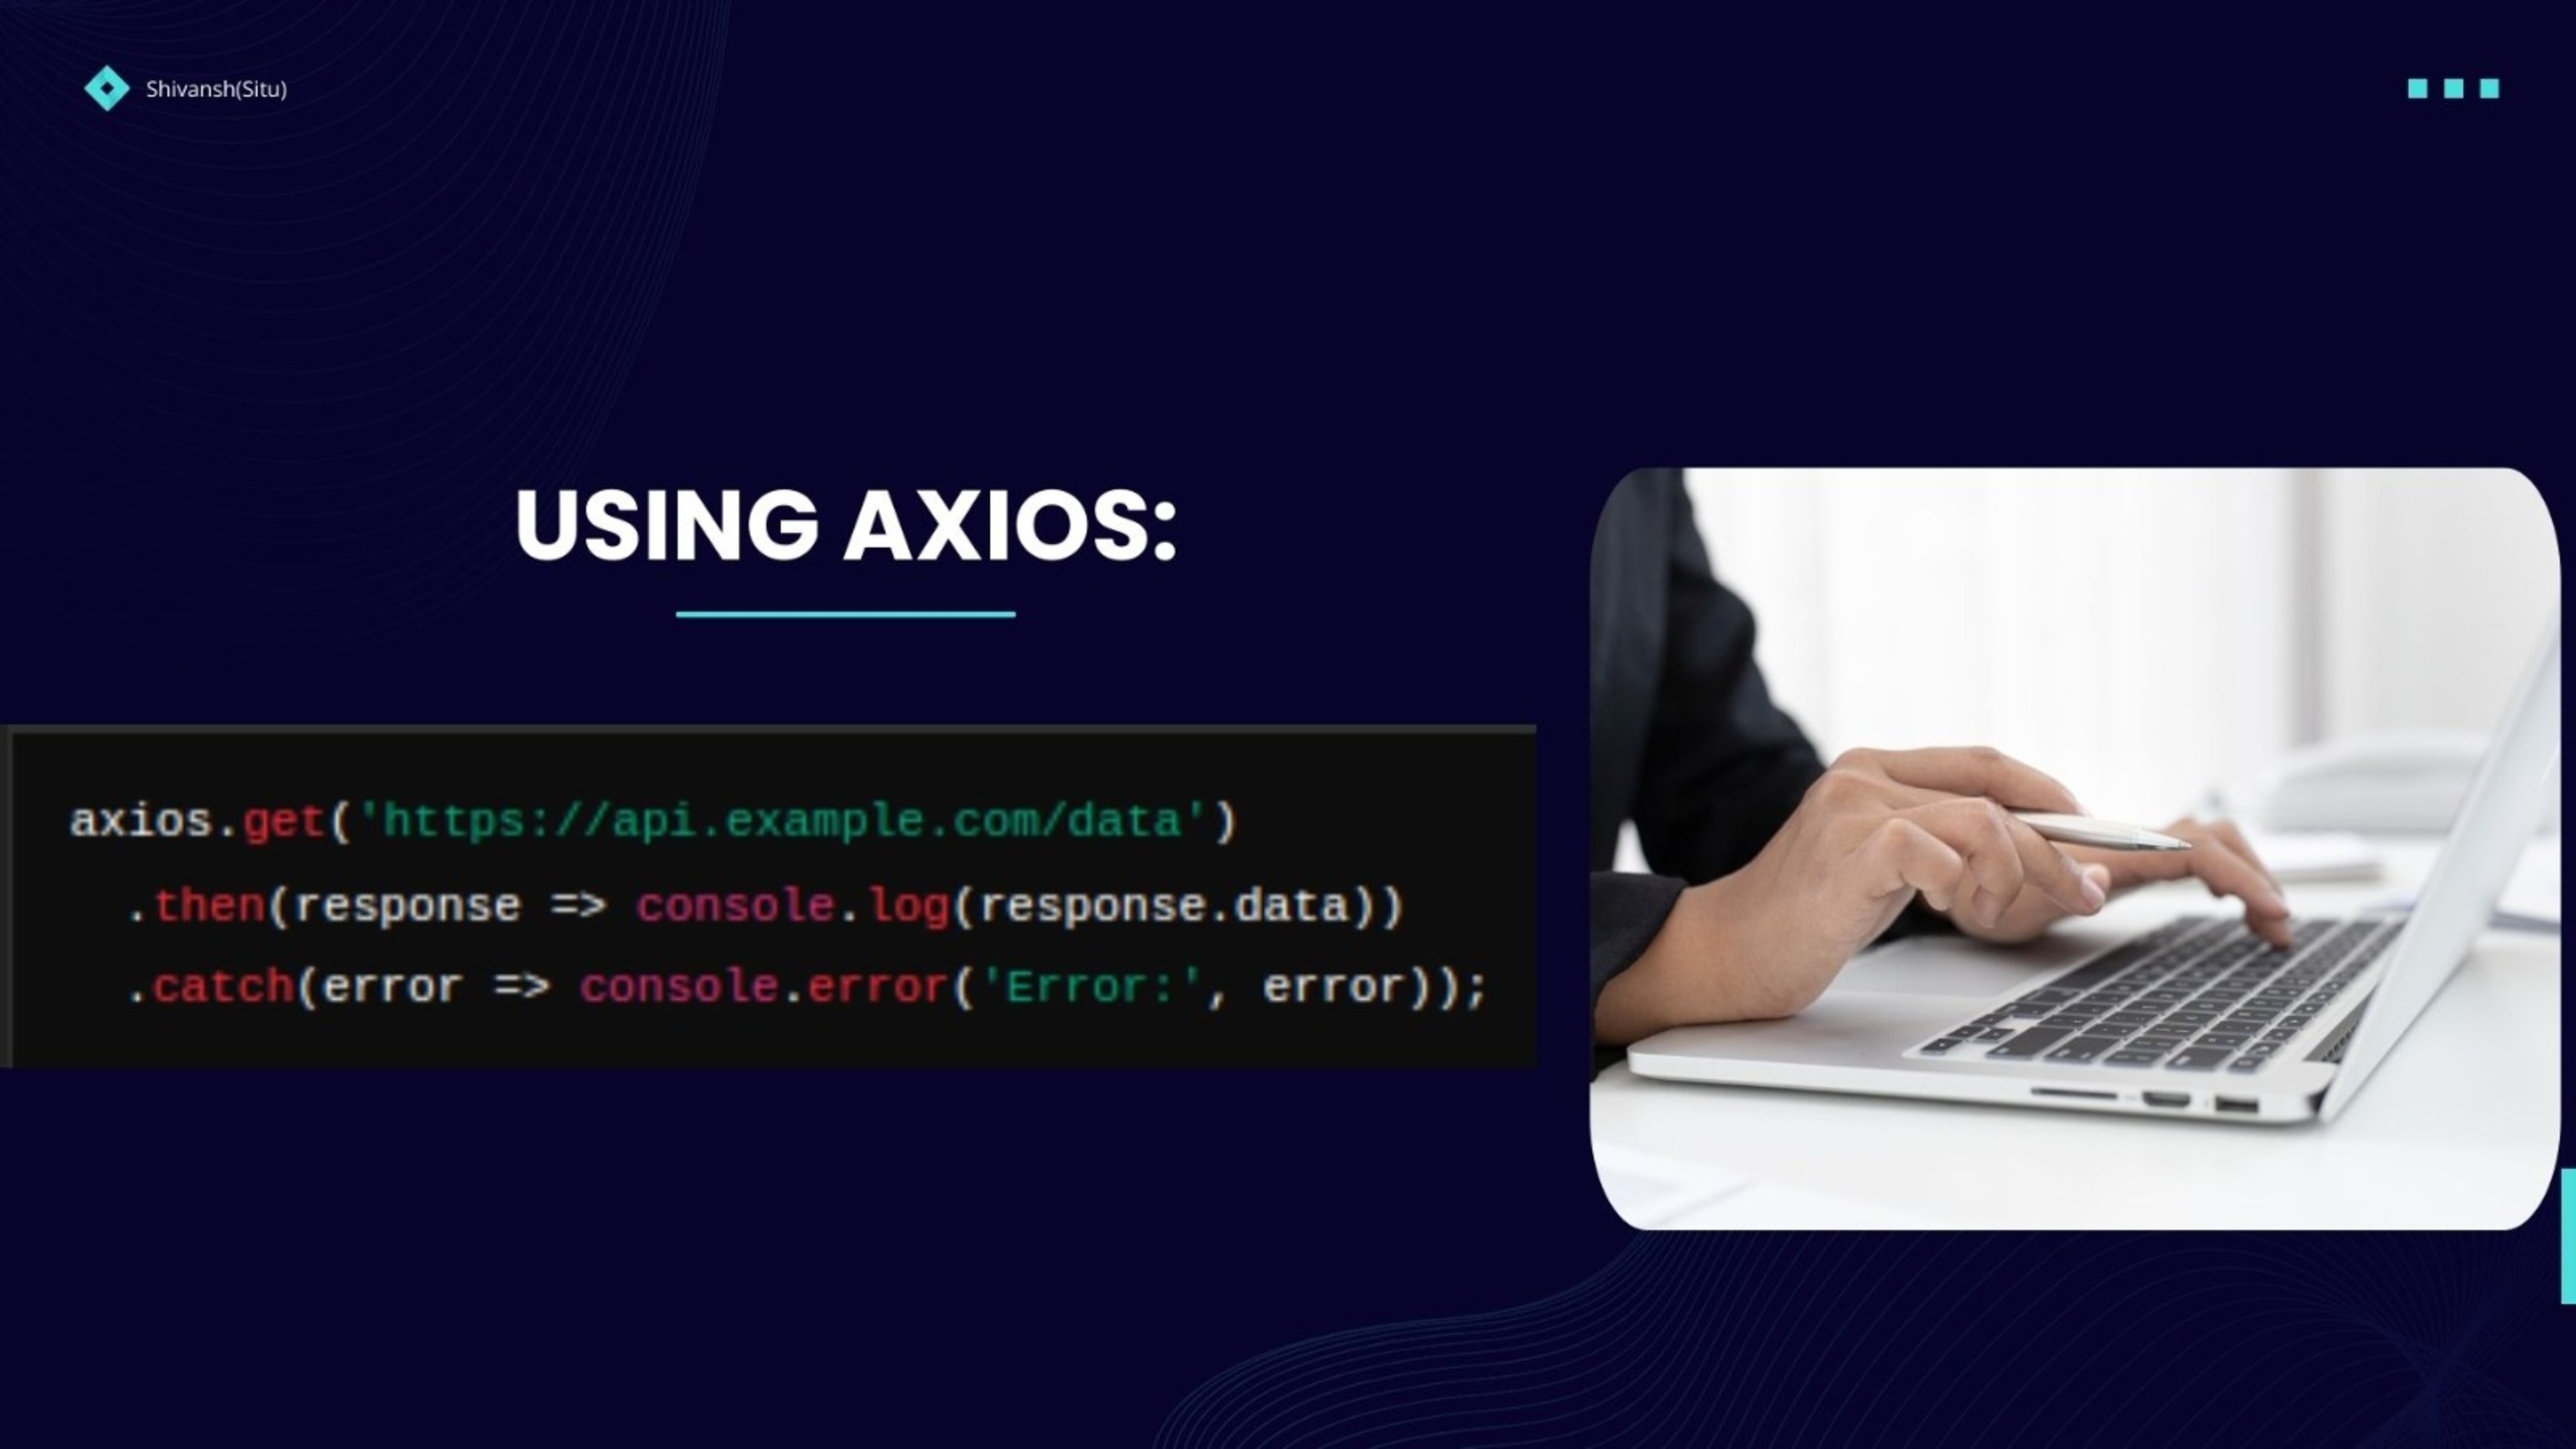 Shivansh(Situ)
USING AXIOS:
axios.get('https://api.example.com/data')
.then(response => console.log(response.data))
.catch(error => console.error('Error:', error));